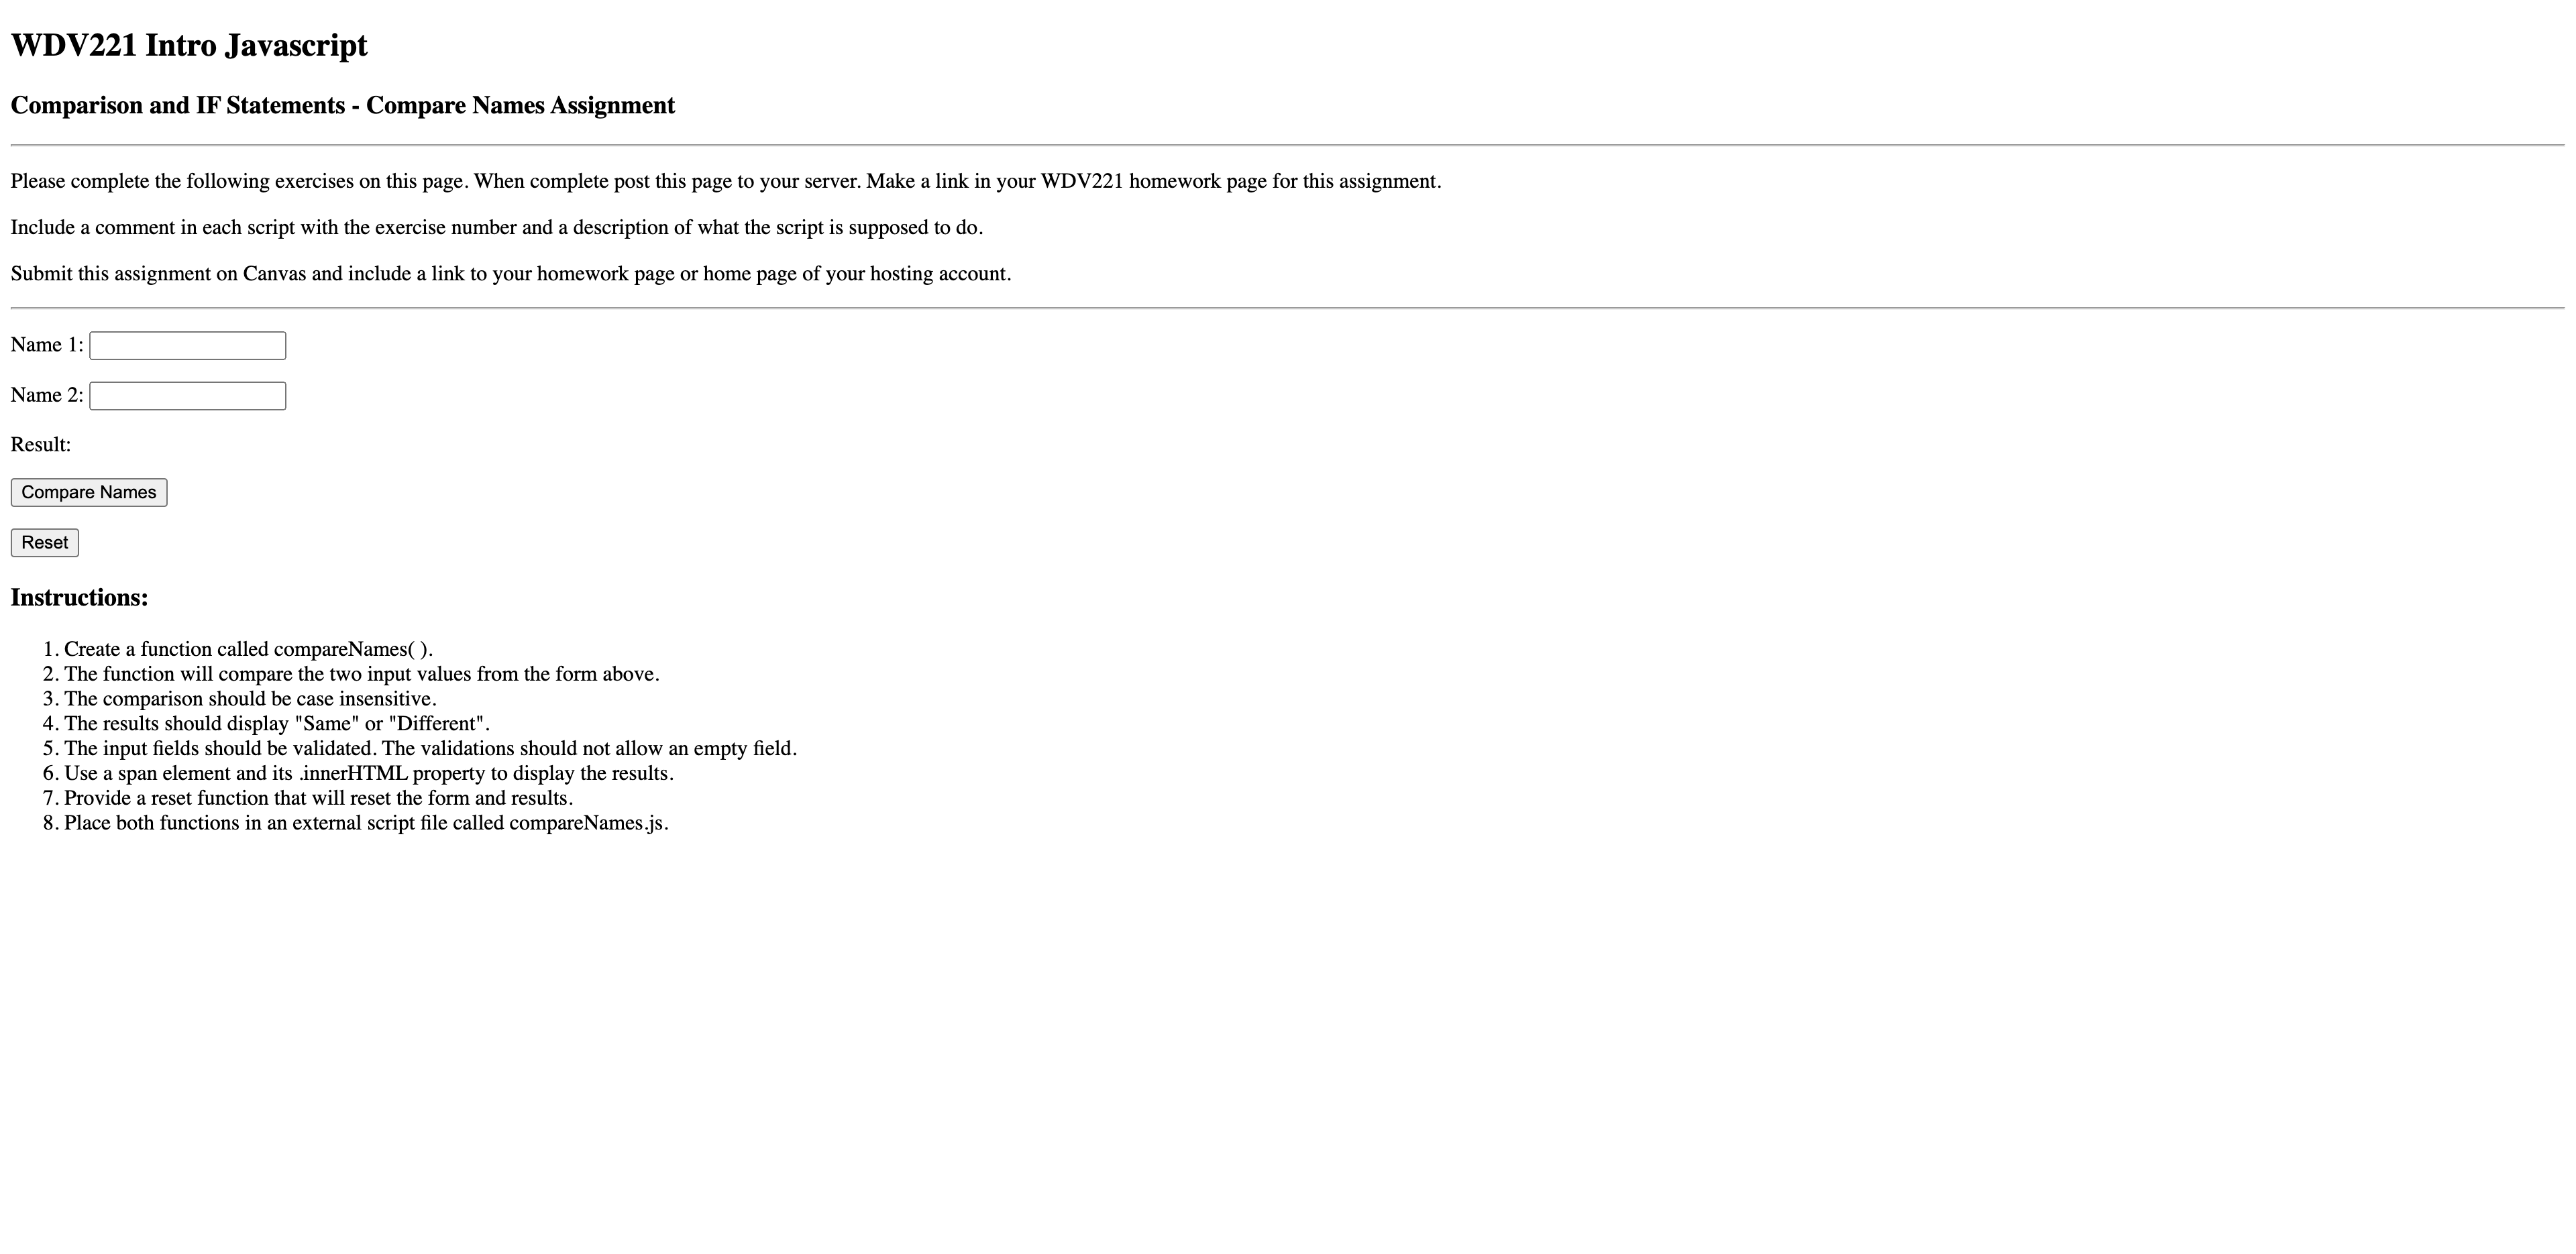 WDV221 Intro Javascript
Comparison and IF Statements - Compare Names Assignment
Please complete the following exercises on this page. When complete post this page to your server. Make a link in your WDV221 homework page for this assignment.
Include a comment in each script with the exercise number and a description of what the script is supposed to do.
Submit this assignment on Canvas and include a link to your homework page or home page of your hosting account.
Name 1:
Name 2:
Result:
Compare Names
Reset
Instructions:
1. Create a function called compareNames( ).
2. The function will compare the two input values from the form above.
3. The comparison should be case insensitive.
4. The results should display "Same" or "Different".
5. The input fields should be validated. The validations should not allow an empty field.
6. Use a span element and its .innerHTML property to display the results.
7. Provide a reset function that will reset the form and results.
8. Place both functions in an external script file called compareNames.js.